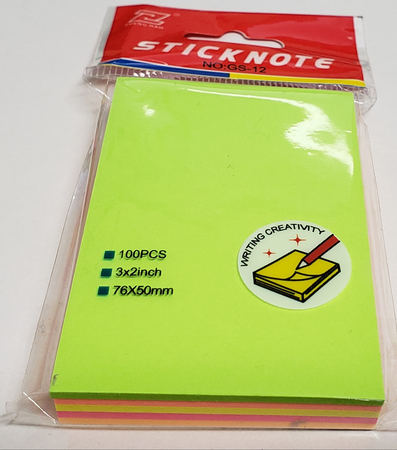 STICKNOTE
NO:GS-12
WRITING CREATIVITY
100PCS
3x2inch
76X50mm